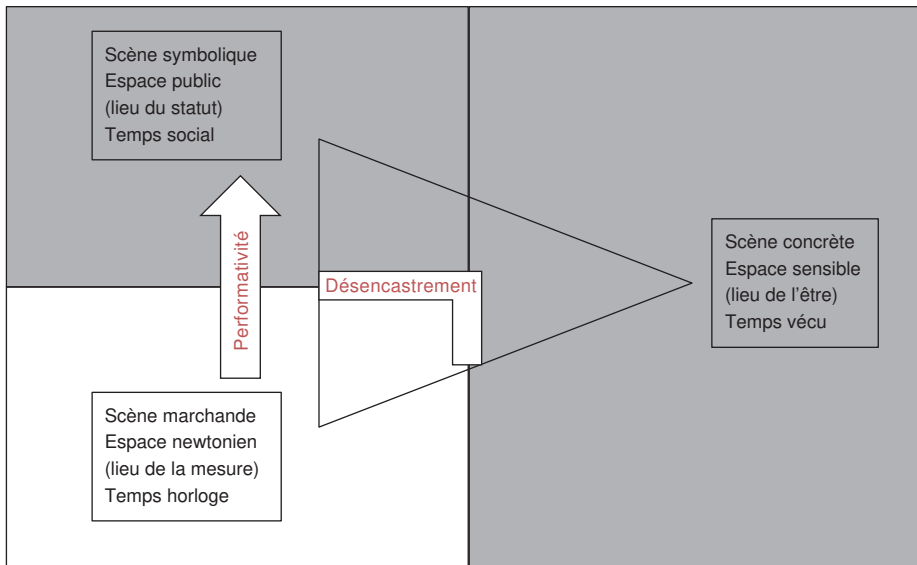 Scène symbolique
Espace public
(lieu du statut)
Temps social
Performativité
Désencastrement
Scène concrète
Espace sensible
(lieu de l'être)
Temps vécu
Scène marchande
Espace newtonien
(lieu de la mesure)
Temps horloge